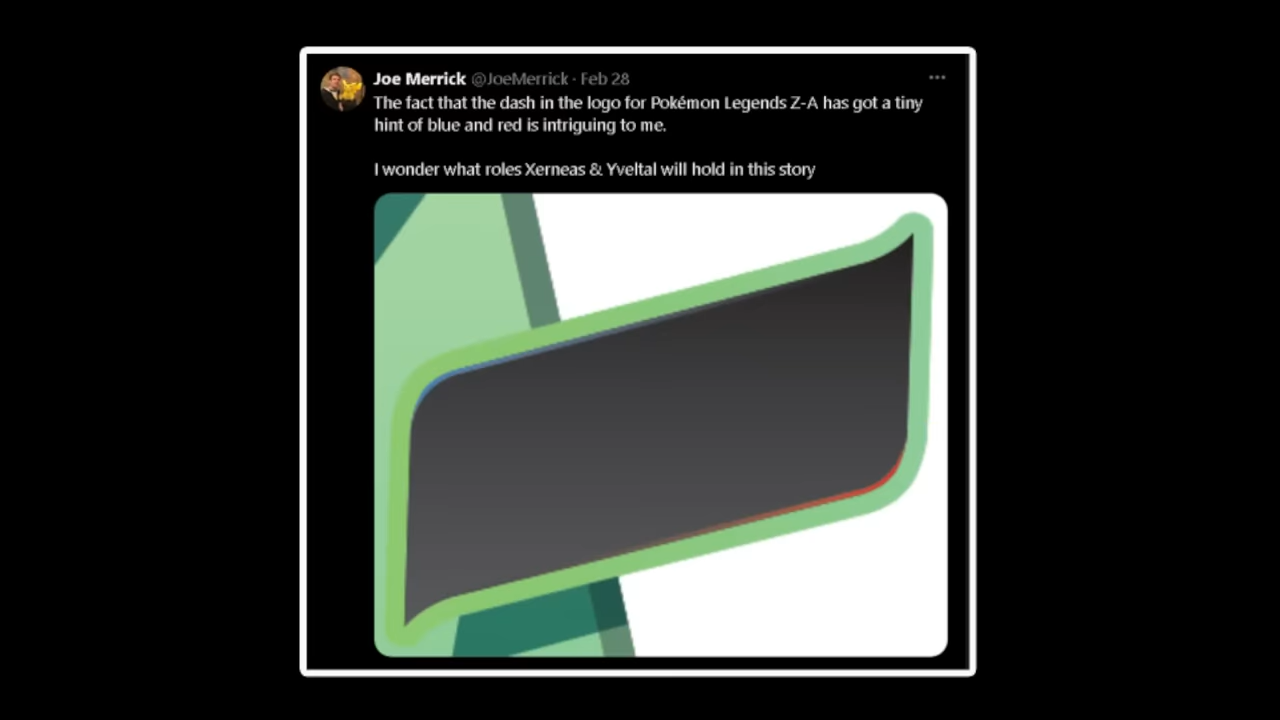 Joe Merrick @JoeMerrick · Feb 28
The fact that the dash in the logo for Pokémon Legends Z-A has got a tiny
hint of blue and red is intriguing to me.
I wonder what roles Xerneas & Yveltal will hold in this story